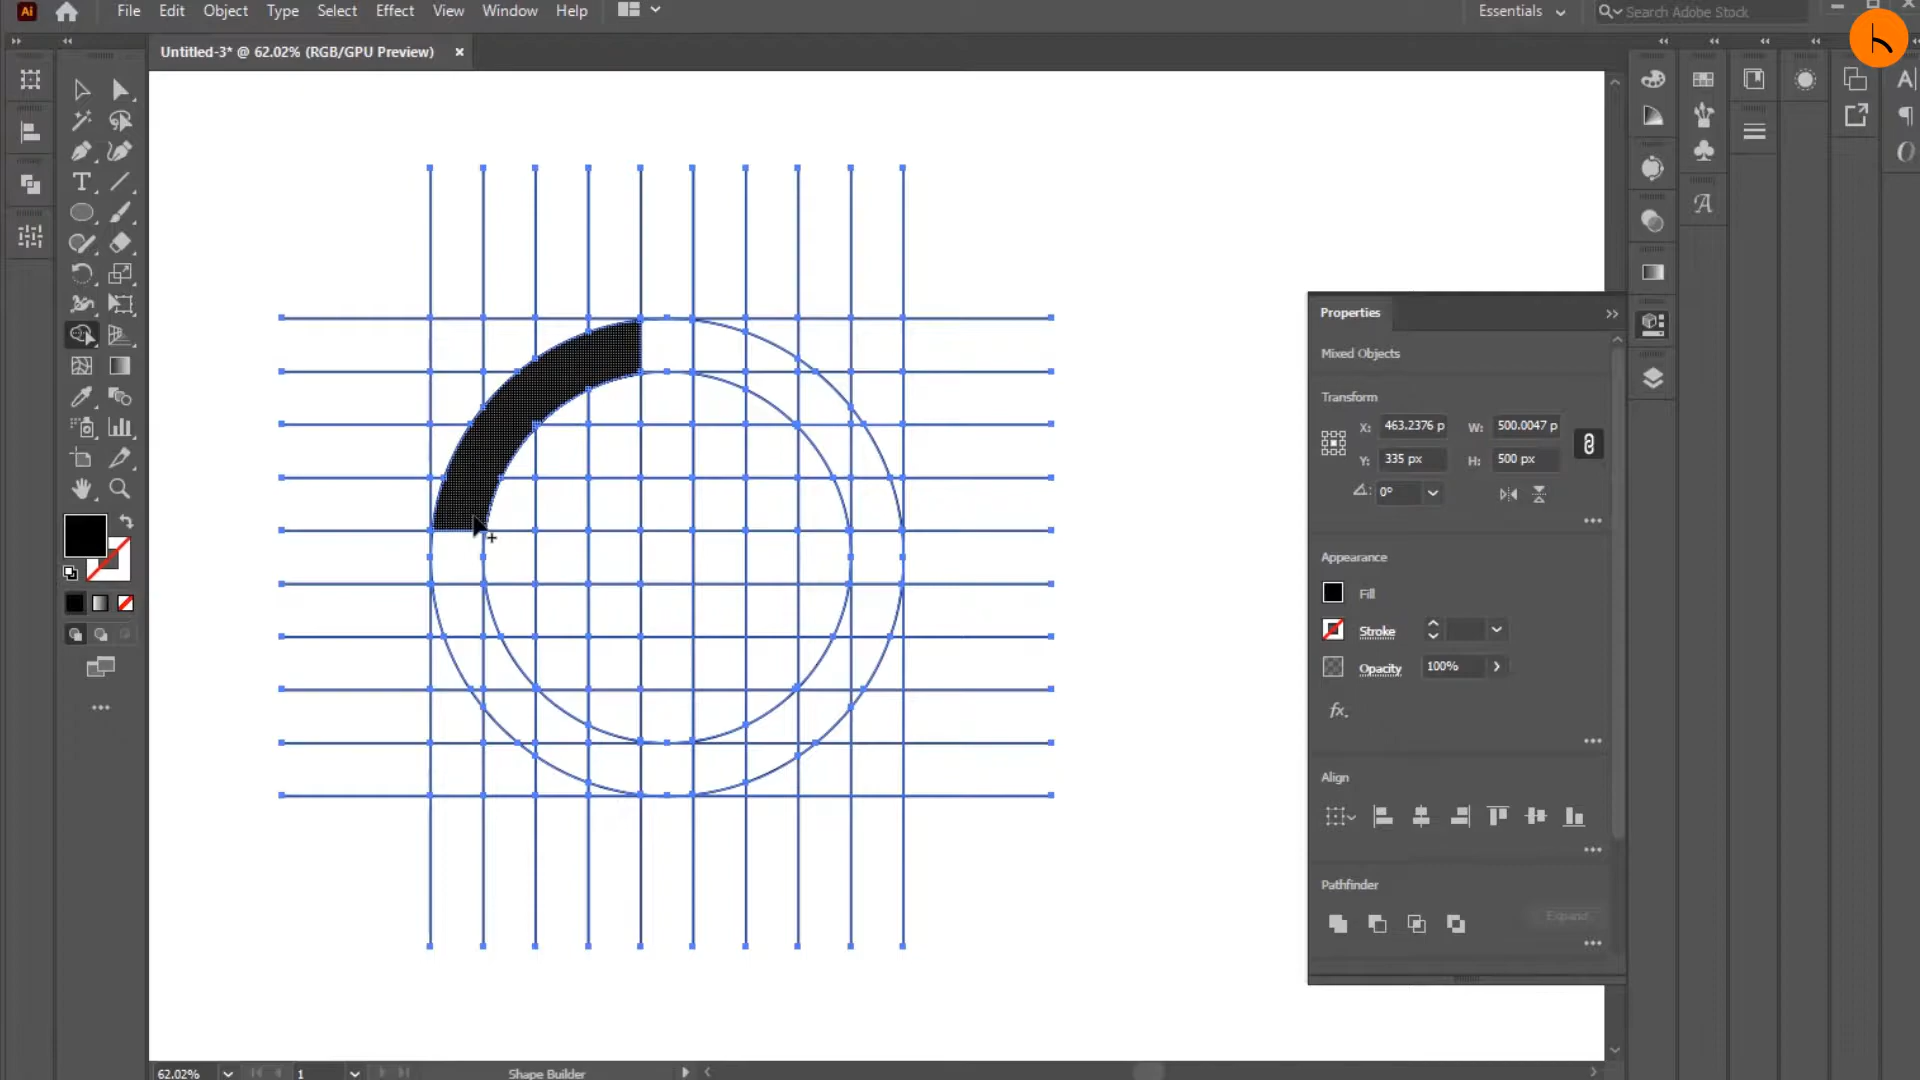 Ai
File Edit Object Type Select Effect View Window Help
Essentials
Search Adobe Stock
Untitled-3* @ 62.02% (RGB/GPU Preview)
Properties
Mixed Objects
Transform
X: 463.2376 p W: 500.0047 p
Y: 335 px H: 500 px
0°
Appearance
Fill
Stroke
Opacity 100%
fx.
Align
Pathfinder
Expand
62.02% 1 Shape Builder